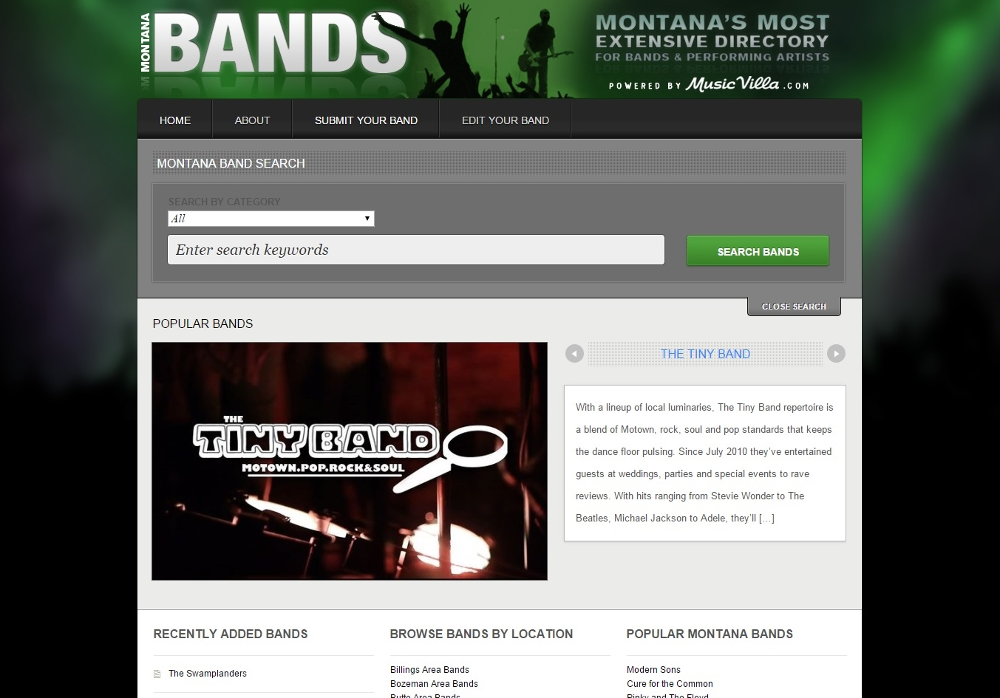 MONTANA
BANDS
MONTANA'S MOST
EXTENSIVE DIRECTORY
FOR BANDS & PERFORMING ARTISTS
POWERED BY MusicVilla.COM
HOME
ABOUT
SUBMIT YOUR BAND
EDIT YOUR BAND
MONTANA BAND SEARCH
SEARCH BY CATEGORY
All
Enter search keywords
SEARCH BANDS
CLOSE SEARCH
POPULAR BANDS
THE
TINY BAND
MOTOWN.POP.ROCK&SOUL
THE TINY BAND
With a lineup of local luminaries, The Tiny Band repertoire is
a blend of Motown, rock, soul and pop standards that keeps
the dance floor pulsing. Since July 2010 they've entertained
guests at weddings, parties and special events to rave
reviews. With hits ranging from Stevie Wonder to The
Beatles, Michael Jackson to Adele, they'll [...]
RECENTLY ADDED BANDS
The Swamplanders
BROWSE BANDS BY LOCATION
Billings Area Bands
Bozeman Area Bands
Butte Area Bands
POPULAR MONTANA BANDS
Modern Sons
Cure for the Common
Pinky and The Floyd